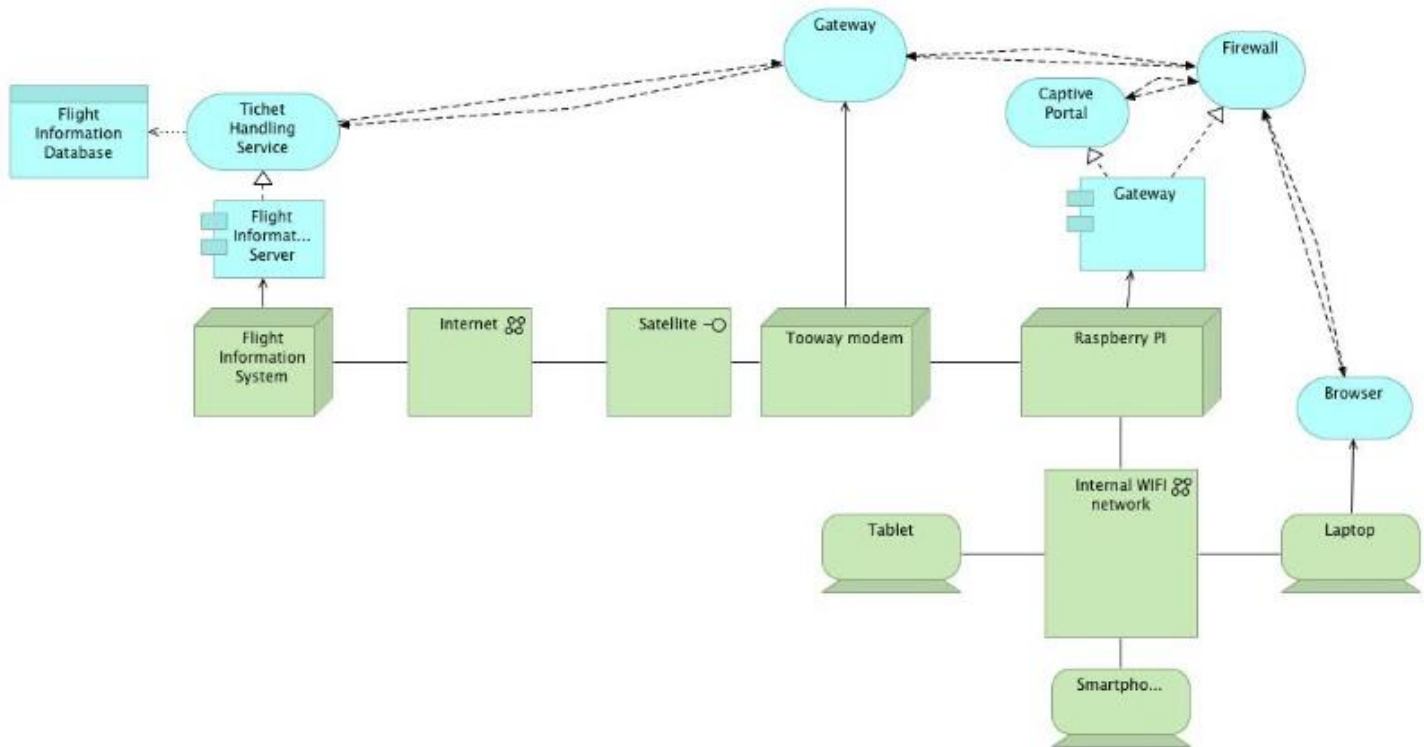 Gateway
Firewall
Captive
Portal
Flight
Information
Database
Tichet
Handling
Service
Gateway
Flight
Informat...
Server
Internet
Satellite
Tooway modem
Raspberry PI
Flight
Information
System
Browser
Internal WIFI
network
Tablet
Laptop
Smartpho...